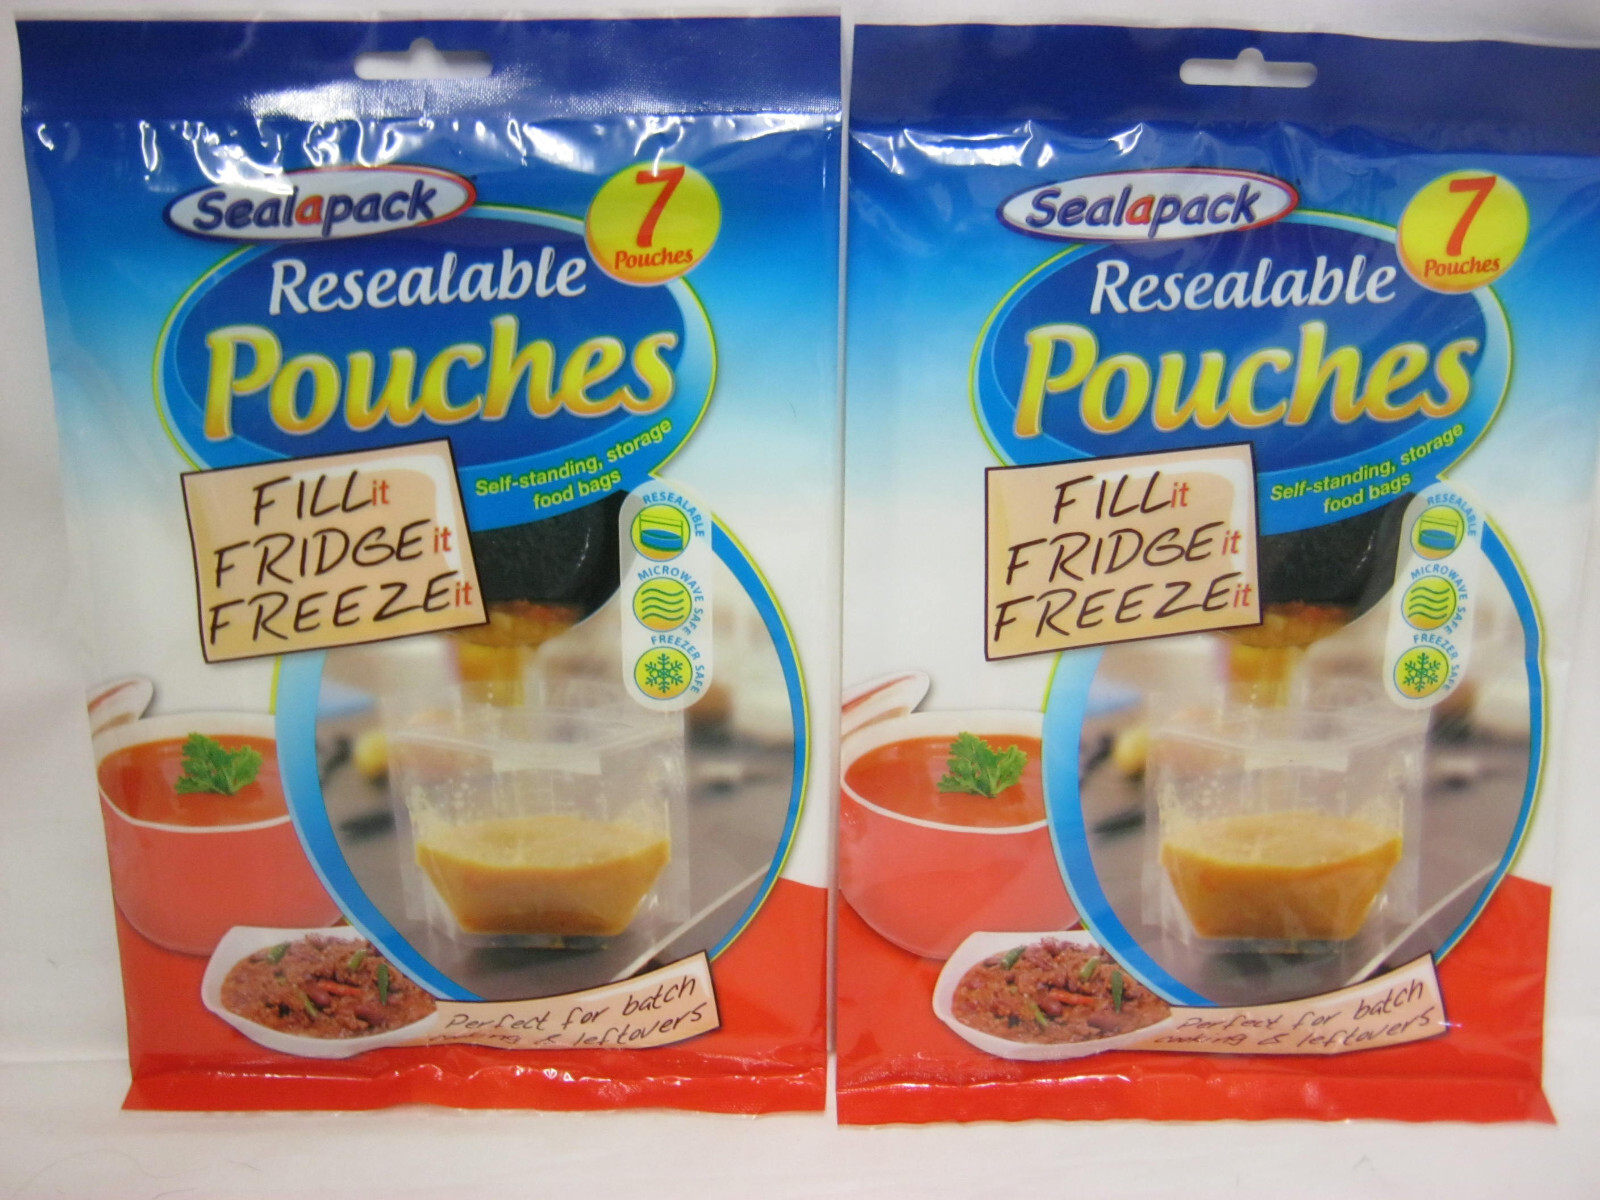 Sealapack
7
Pouches
Resealable
Pouches
Self-standing, storage
food bags
FILLit
FRIDGEit
FREEZEit
RESEALABLE
MICROWAVE SAFE
FREEZER SAFE
Perfect for batch
cooking & leftovers
Sealapack
7
Pouches
Resealable
Pouches
Self-standing, storage
food bags
FILLit
FRIDGEit
FREEZEit
RESEALABLE
MICROWAVE SAFE
FREEZER SAFE
Perfect for batch
cooking & leftovers